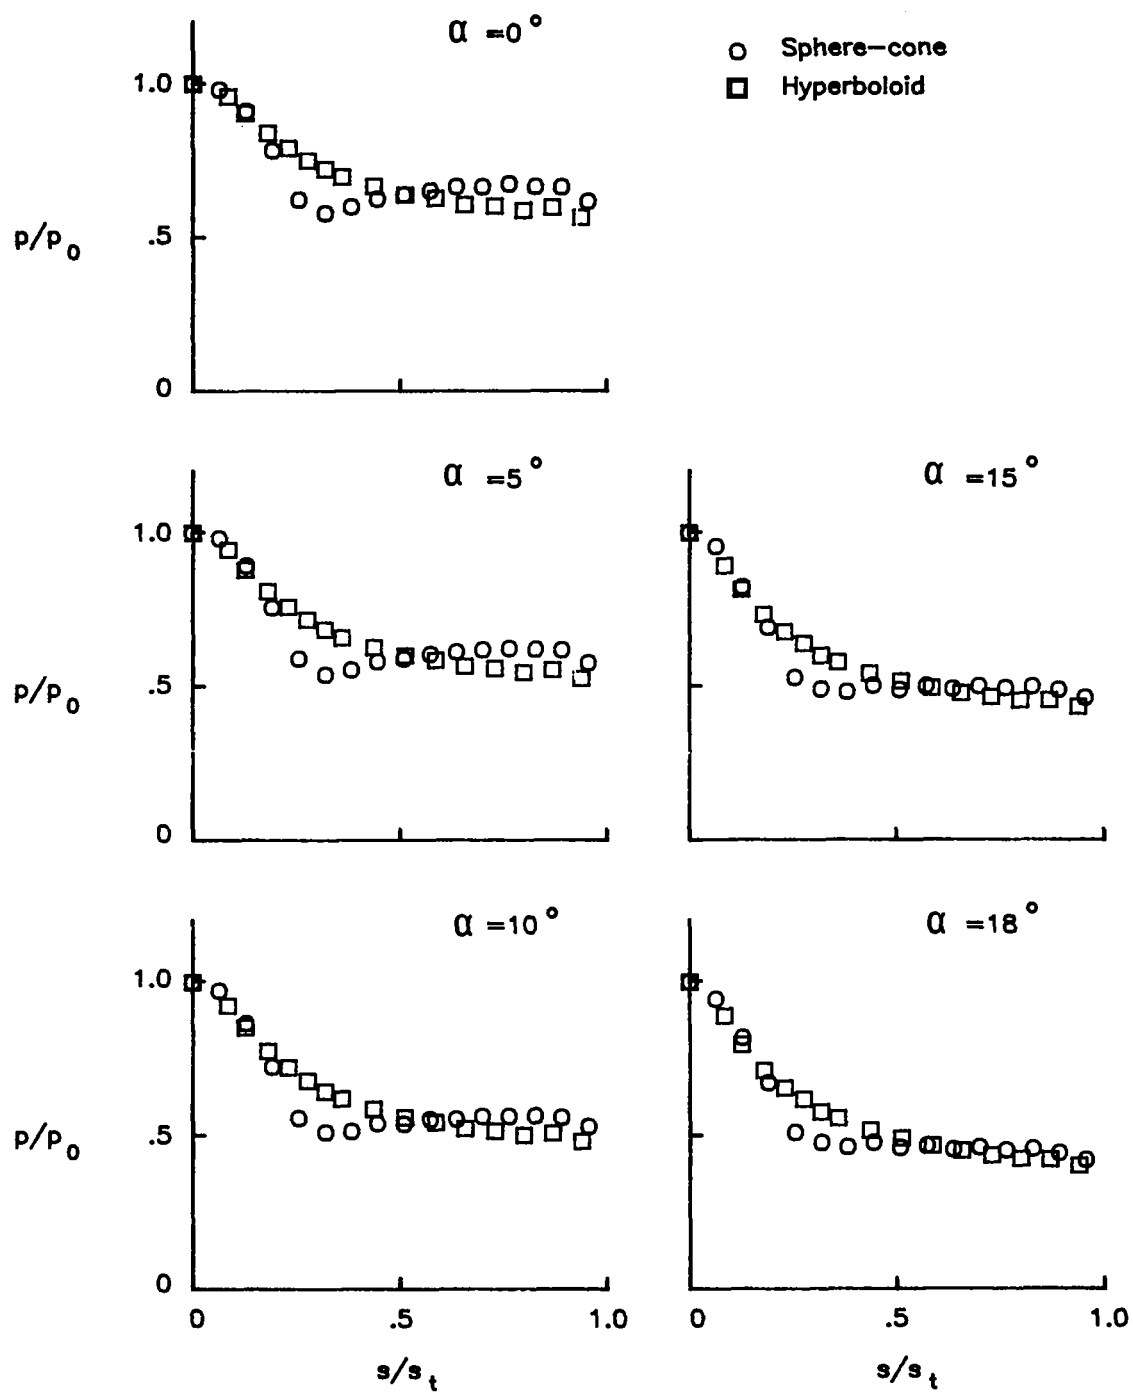 α =0°
○ Sphere-cone
□ Hyperboloid
1.0
p/p₀
.5
0
α =5°
1.0
p/p₀
.5
0
α =15°
α =10°
1.0
p/p₀
.5
0
0 .5 1.0
s/sₜ
α =18°
0 .5 1.0
s/sₜ